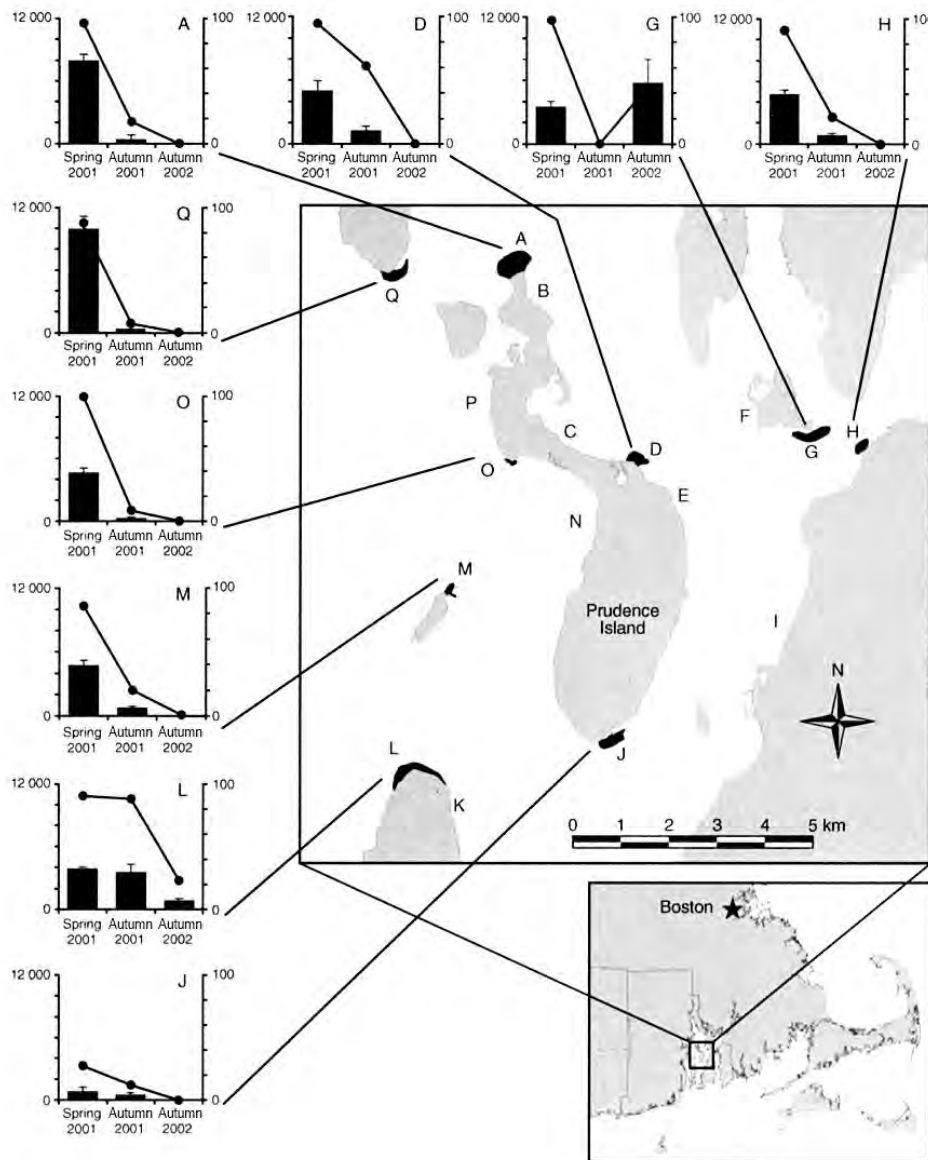 12 000 100 A
0 0
Spring 2001 Autumn 2001 Autumn 2002
12 000 100 D
0 0
Spring 2001 Autumn 2001 Autumn 2002
12 000 100 G
0 0
Spring 2001 Autumn 2001 Autumn 2002
12 000 100 H
0 0
Spring 2001 Autumn 2001 Autumn 2002
12 000 100 Q
0 0
Spring 2001 Autumn 2001 Autumn 2002
12 000 100 O
0 0
Spring 2001 Autumn 2001 Autumn 2002
12 000 100 M
0 0
Spring 2001 Autumn 2001 Autumn 2002
12 000 100 L
0 0
Spring 2001 Autumn 2001 Autumn 2002
12 000 100 J
0 0
Spring 2001 Autumn 2001 Autumn 2002
A
B
Q
P
C
F
G
H
D
O
E
N
M
Prudence
Island
I
N
J
L
K
0 1 2 3 4 5 km
Boston